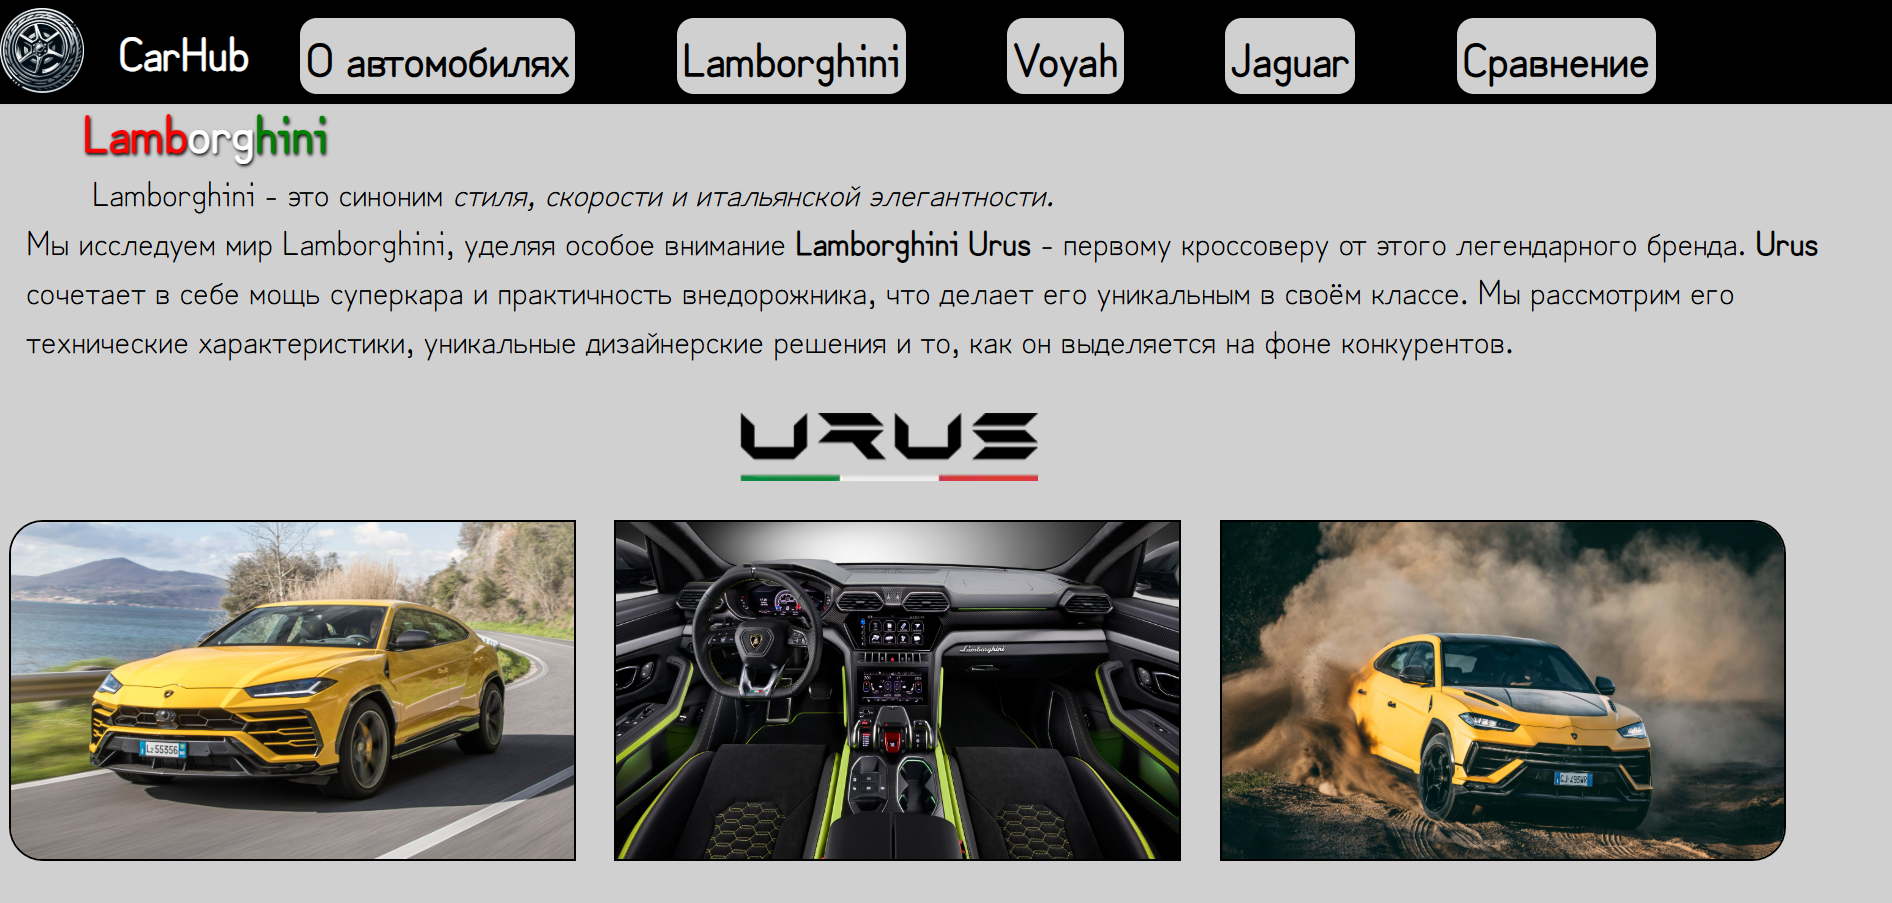 CarHub
О автомобилях
Lamborghini
Voyah
Jaguar
Сравнение
Lamborghini
Lamborghini - это синоним стиля, скорости и итальянской элегантности.
Мы исследуем мир Lamborghini, уделяя особое внимание Lamborghini Urus - первому кроссоверу от этого легендарного бренда. Urus
сочетает в себе мощь суперкара и практичность внедорожника, что делает его уникальным в своём классе. Мы рассмотрим его
технические характеристики, уникальные дизайнерские решения и то, как он выделяется на фоне конкурентов.
URUS
Lamborghini
LZ 55356